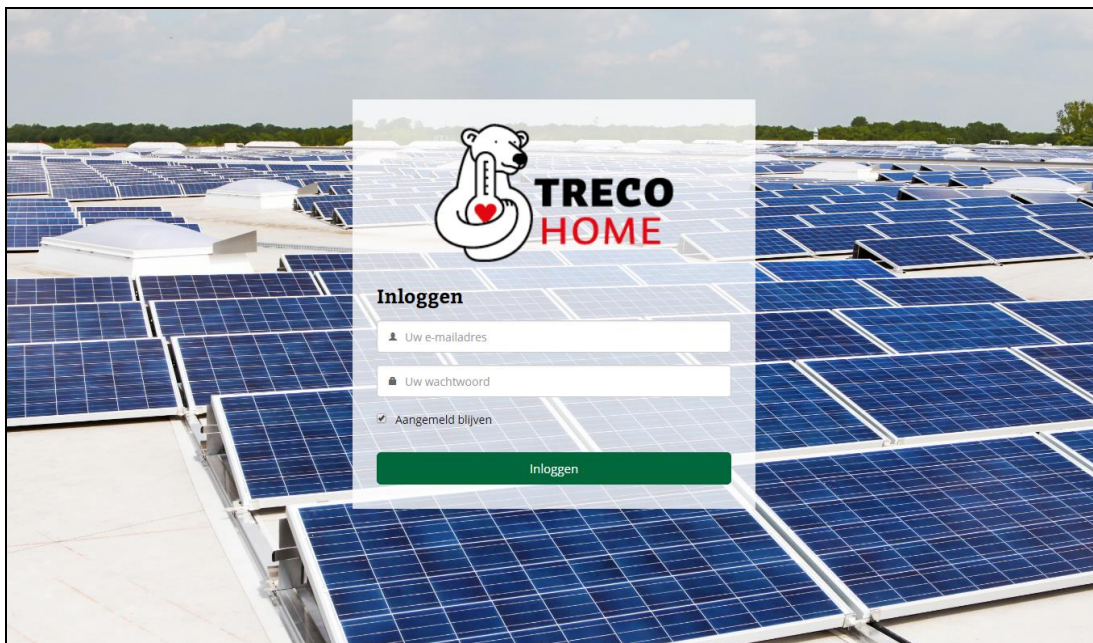 TRECO
HOME
Inloggen
Uw e-mailadres
Uw wachtwoord
Aangemeld blijven
Inloggen